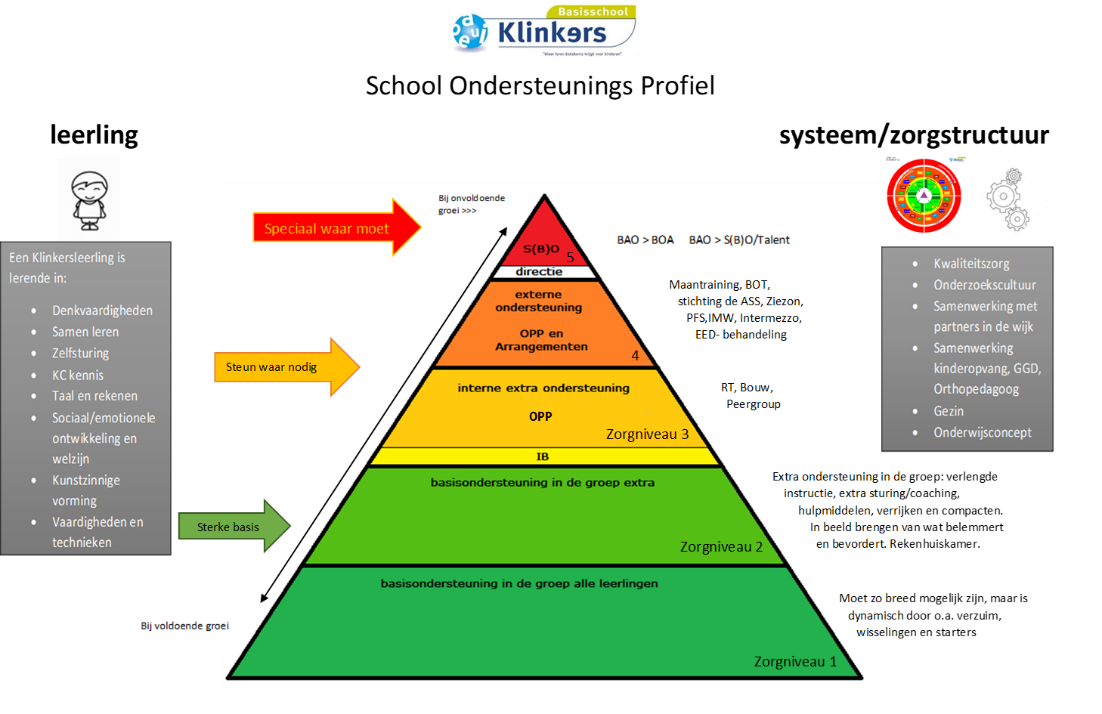 Basisschool
Klinkers
"Waar leren betekenis krijgt voor kinderen"
School Ondersteunings Profiel
leerling
Een Klinkersleerling is
lerende in:
• Denkvaardigheden
• Samen leren
• Zelfsturing
• KC kennis
• Taal en rekenen
• Sociaal/emotionele
ontwikkeling en
welzijn
• Kunstzinnige
vorming
• Vaardigheden en
technieken
Speciaal waar moet
Steun waar nodig
Sterke basis
Bij onvoldoende
groei >>>
Bij voldoende groei
S(B)O
5
directie
externe
ondersteuning
OPP en
Arrangementen
4
interne extra ondersteuning
OPP
Zorgniveau 3
IB
basisondersteuning in de groep extra
Zorgniveau 2
basisondersteuning in de groep alle leerlingen
Zorgniveau 1
BAO > BOA BAO > S(B)O/Talent
Maantraining, BOT,
stichting de ASS, Ziezon,
PFS,IMW, Intermezzo,
EED- behandeling
RT, Bouw,
Peergroup
Extra ondersteuning in de groep: verlengde
instructie, extra sturing/coaching,
hulpmiddelen, verrijken en compacten.
In beeld brengen van wat belemmert
en bevordert. Rekenhuiskamer.
Moet zo breed mogelijk zijn, maar is
dynamisch door o.a. verzuim,
wisselingen en starters
systeem/zorgstructuur
• Kwaliteitszorg
• Onderzoekscultuur
• Samenwerking met
partners in de wijk
• Samenwerking
kinderopvang, GGD,
Orthopedagoog
• Gezin
• Onderwijsconcept